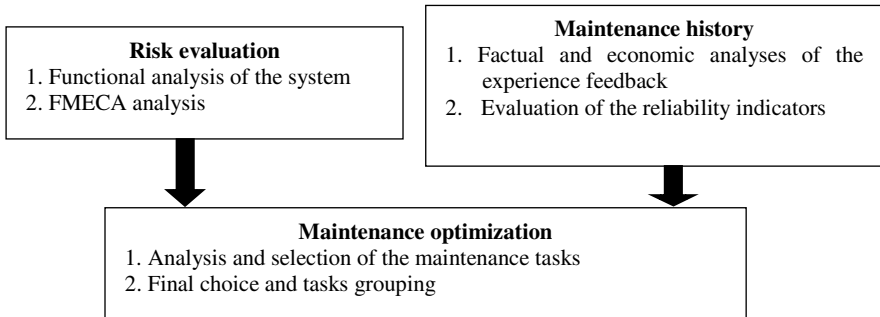 Risk evaluation
1. Functional analysis of the system
2. FMECA analysis
Maintenance history
1. Factual and economic analyses of the
experience feedback
2. Evaluation of the reliability indicators
Maintenance optimization
1. Analysis and selection of the maintenance tasks
2. Final choice and tasks grouping